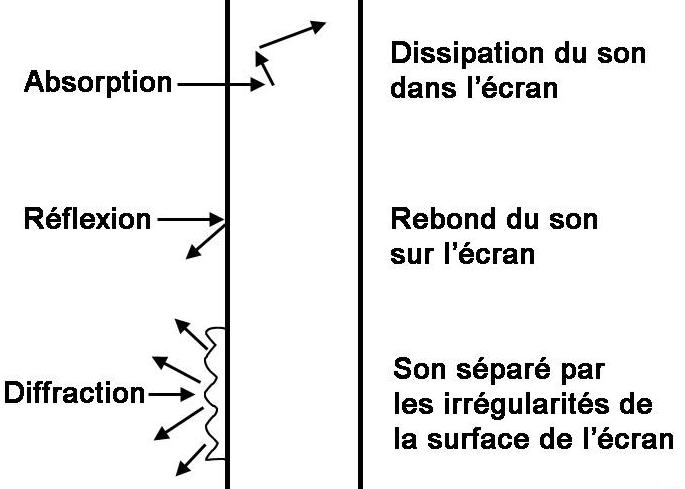 Absorption
Dissipation du son
dans l'écran
Réflexion
Rebond du son
sur l'écran
Diffraction
Son séparé par
les irrégularités de
la surface de l'écran